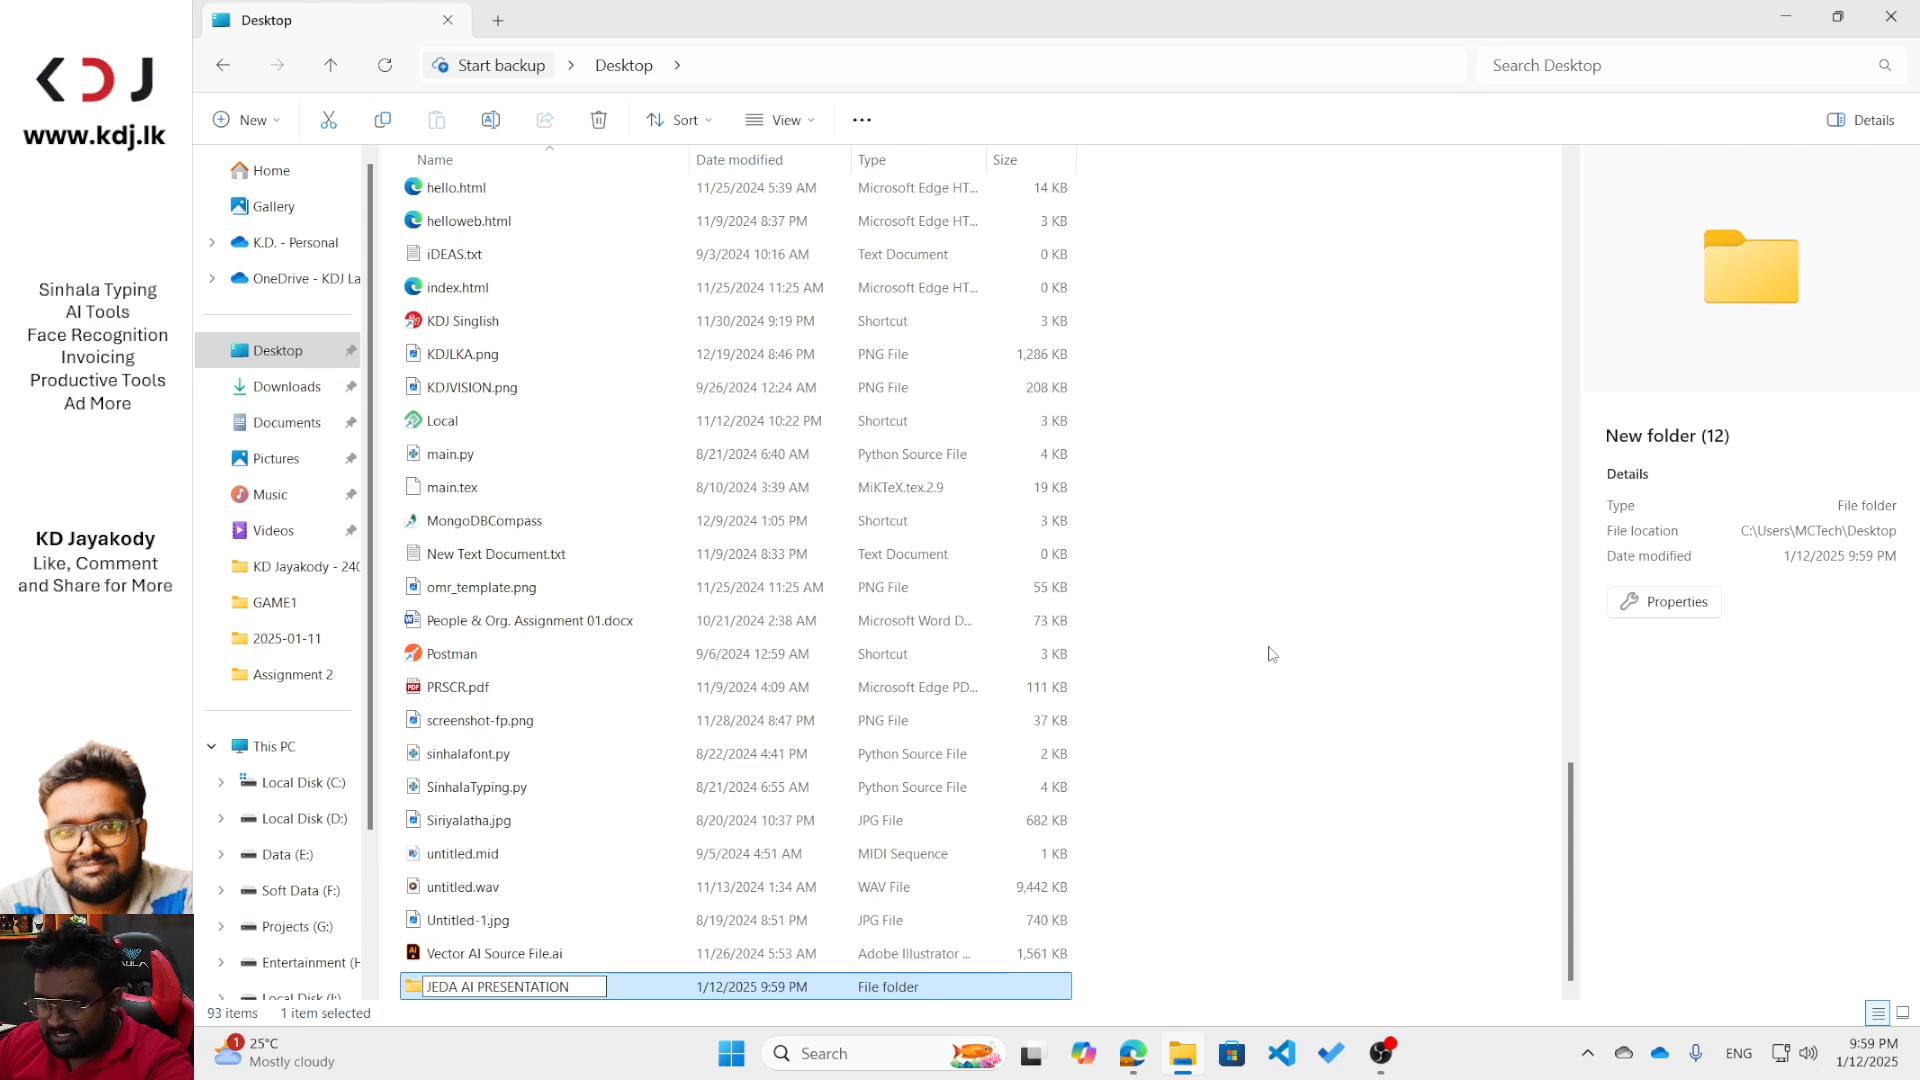 KDJ
www.kdj.lk
Sinhala Typing
AI Tools
Face Recognition
Invoicing
Productive Tools
Ad More
KD Jayakody
Like, Comment
and Share for More
Desktop
Start backup
Desktop
Search Desktop
New
Sort
View
Details
Home
Gallery
K.D. - Personal
OneDrive - KDJ La
Desktop
Downloads
Documents
Pictures
Music
Videos
KD Jayakody - 240
GAME1
2025-01-11
Assignment 2
This PC
Local Disk (C:)
Local Disk (D:)
Data (E:)
Soft Data (F:)
Projects (G:)
Entertainment (H
Local Disk (I:)
Name Date modified Type Size
hello.html 11/25/2024 5:39 AM Microsoft Edge HT... 14 KB
helloweb.html 11/9/2024 8:37 PM Microsoft Edge HT... 3 KB
iDEAS.txt 9/3/2024 10:16 AM Text Document 0 KB
index.html 11/25/2024 11:25 AM Microsoft Edge HT... 0 KB
KDJ Singlish 11/30/2024 9:19 PM Shortcut 3 KB
KDJLKA.png 12/19/2024 8:46 PM PNG File 1,286 KB
KDJVISION.png 9/26/2024 12:24 AM PNG File 208 KB
Local 11/12/2024 10:22 PM Shortcut 3 KB
main.py 8/21/2024 6:40 AM Python Source File 4 KB
main.tex 8/10/2024 3:39 AM MiKTeX.tex.2.9 19 KB
MongoDBCompass 12/9/2024 1:05 PM Shortcut 3 KB
New Text Document.txt 11/9/2024 8:33 PM Text Document 0 KB
omr_template.png 11/25/2024 11:25 AM PNG File 55 KB
People & Org. Assignment 01.docx 10/21/2024 2:38 AM Microsoft Word D... 73 KB
Postman 9/6/2024 12:59 AM Shortcut 3 KB
PRSCR.pdf 11/9/2024 4:09 AM Microsoft Edge PD... 111 KB
screenshot-fp.png 11/28/2024 8:47 PM PNG File 37 KB
sinhalafont.py 8/22/2024 4:41 PM Python Source File 2 KB
SinhalaTyping.py 8/21/2024 6:55 AM Python Source File 4 KB
Siriyalatha.jpg 8/20/2024 10:37 PM JPG File 682 KB
untitled.mid 9/5/2024 4:51 AM MIDI Sequence 1 KB
untitled.wav 11/13/2024 1:34 AM WAV File 9,442 KB
Untitled-1.jpg 8/19/2024 8:51 PM JPG File 740 KB
Vector AI Source File.ai 11/26/2024 5:53 AM Adobe Illustrator ... 1,561 KB
JEDA AI PRESENTATION 1/12/2025 9:59 PM File folder
New folder (12)
Details
Type File folder
File location C:\Users\MCTech\Desktop
Date modified 1/12/2025 9:59 PM
Properties
93 items 1 item selected
1
25°C
Mostly cloudy
Search
ENG
9:59 PM
1/12/2025